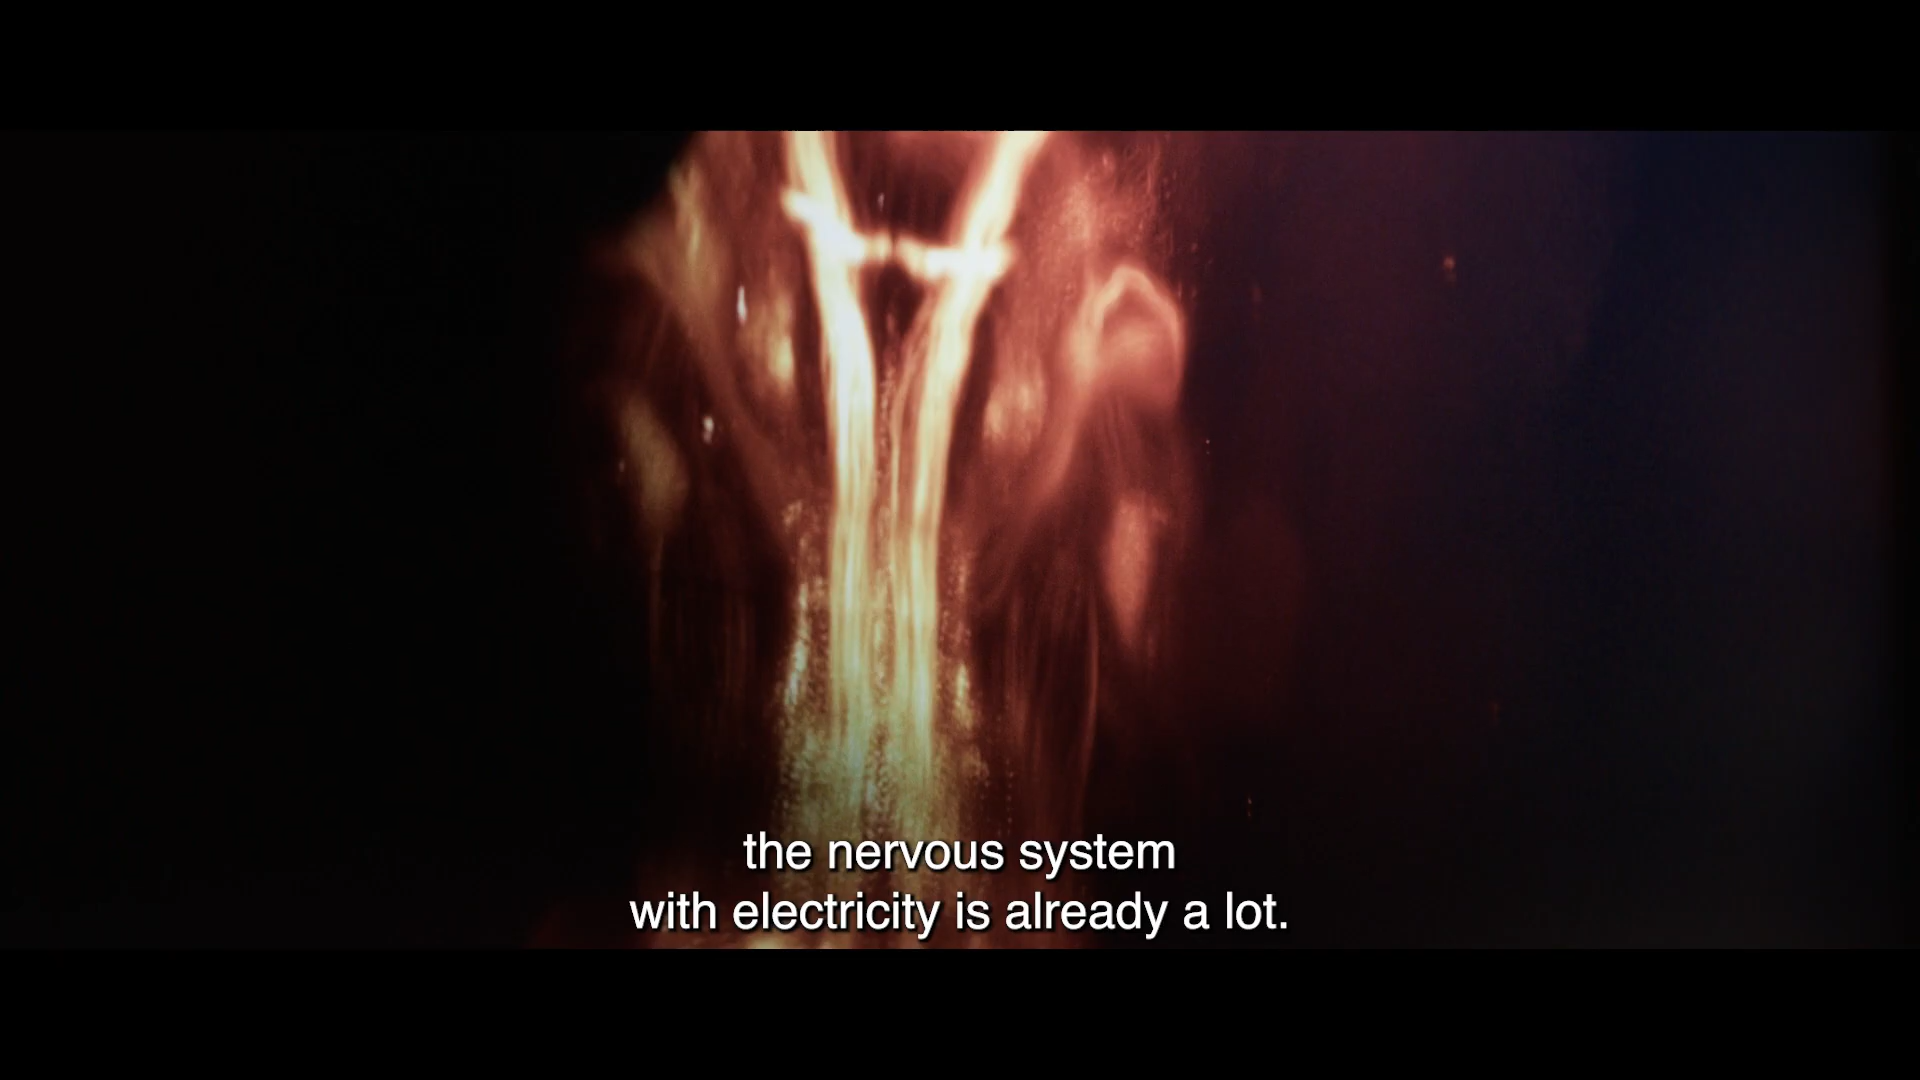 the nervous system
with electricity is already a lot.